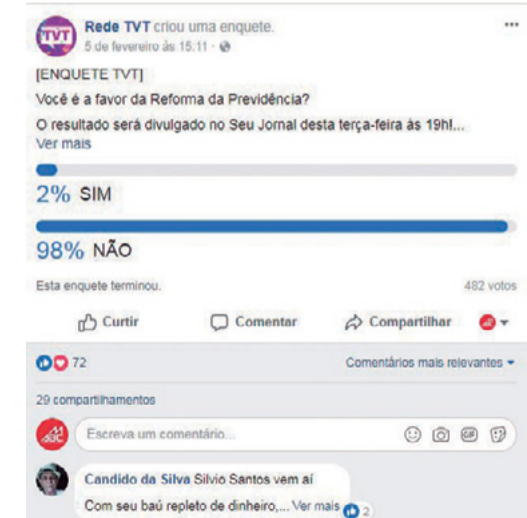 Rede TVT criou uma enquete.
5 de fevereiro às 15:11 ·
[ENQUETE TVT]
Você é a favor da Reforma da Previdência?
O resultado será divulgado no Seu Jornal desta terça-feira às 19h!...
Ver mais
2% SIM
98% NÃO
Esta enquete terminou. 482 votos
Curtir Comentar Compartilhar
72 Comentários mais relevantes
29 compartilhamentos
Escreva um comentário... GIF
Candido da Silva Silvio Santos vem aí
Com seu baú repleto de dinheiro,... Ver mais 2